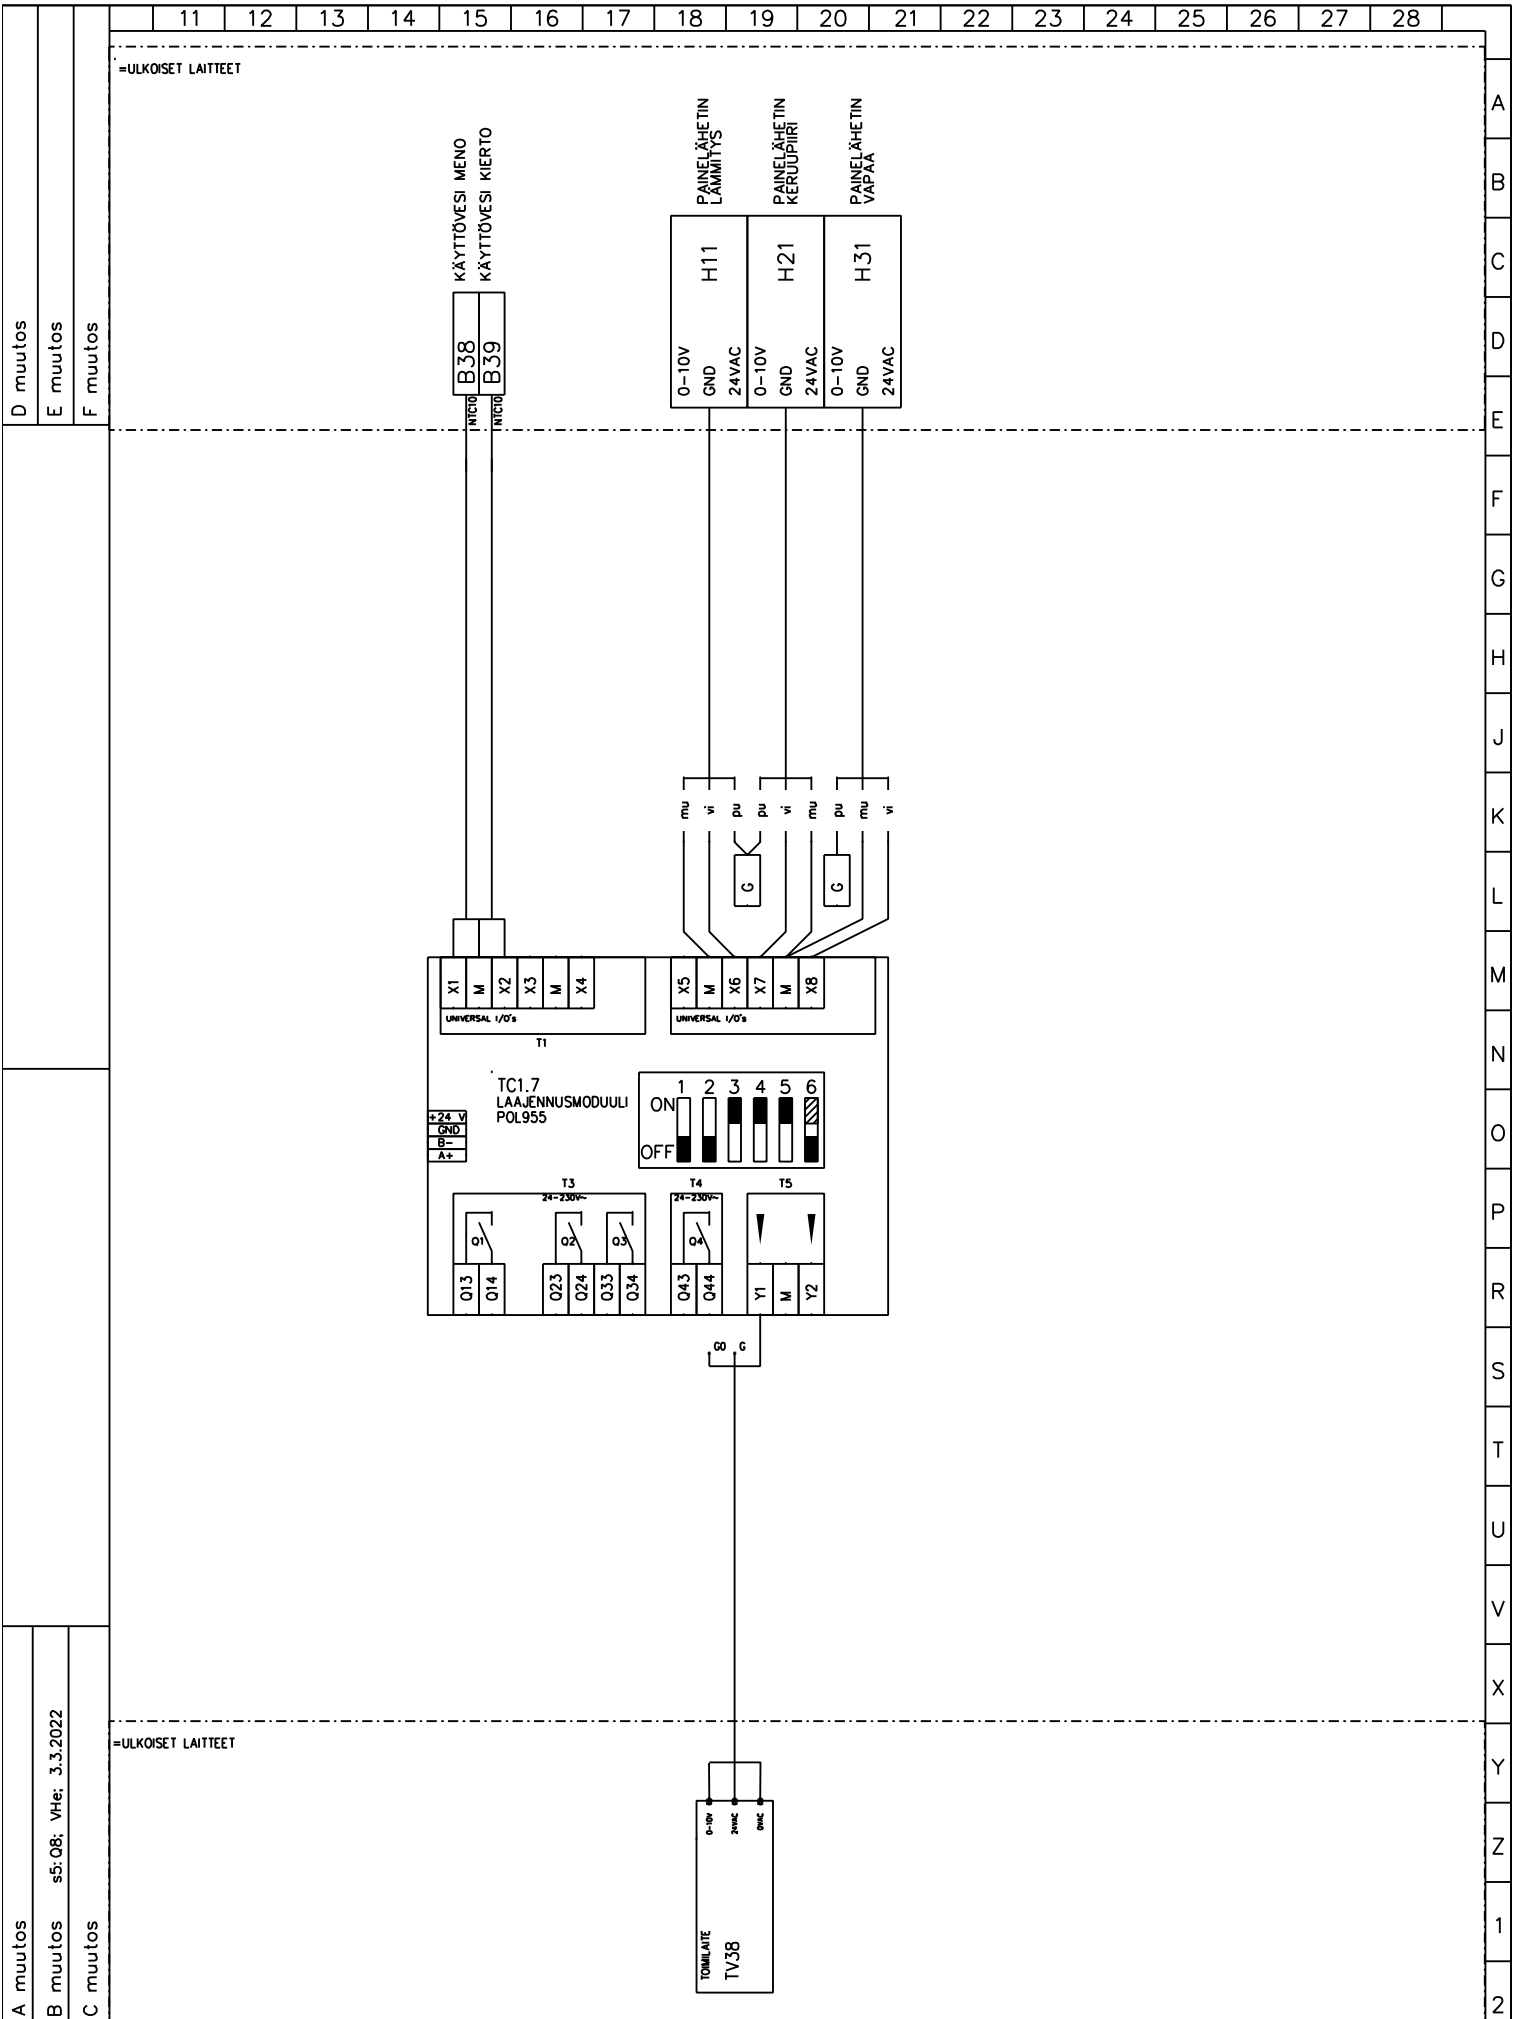 11 12 13 14 15 16 17 18 19 20 21 22 23 24 25 26 27 28
=ULKOISET LAITTEET
A
B
C
D
E
F
G
H
J
K
L
M
N
O
P
R
S
T
U
V
X
Y
Z
1
2
D muutos
E muutos
F muutos
KÄYTTÖVESI MENO
KÄYTTÖVESI KIERTO
B38
B39
NTC10
NTC10
PAINELÄHETIN
LÄMMITYS
PAINELÄHETIN
KERUUPIIRI
PAINELÄHETIN
VAPAA
H11
H21
H31
0-10V
GND
24VAC
0-10V
GND
24VAC
0-10V
GND
24VAC
mu
vi
pu
pu
vi
mu
pu
mu
vi
G
G
X1
M
X2
X3
M
X4
UNIVERSAL I/O's
T1
X5
M
X6
X7
M
X8
UNIVERSAL I/O's
TC1.7
LAAJENNUSMODUULI
POL955
+24 V
GND
B-
A+
1 2 3 4 5 6
ON
OFF
T3
24-230V~
T4
24-230V~
T5
Q1
Q2
Q3
Q4
Q13
Q14
Q23
Q24
Q33
Q34
Q43
Q44
Y1
M
Y2
G0 G
=ULKOISET LAITTEET
0-10V
24VAC
0VAC
TOIMILAITE
TV38
A muutos
B muutos s5:Q8; VHe; 3.3.2022
C muutos